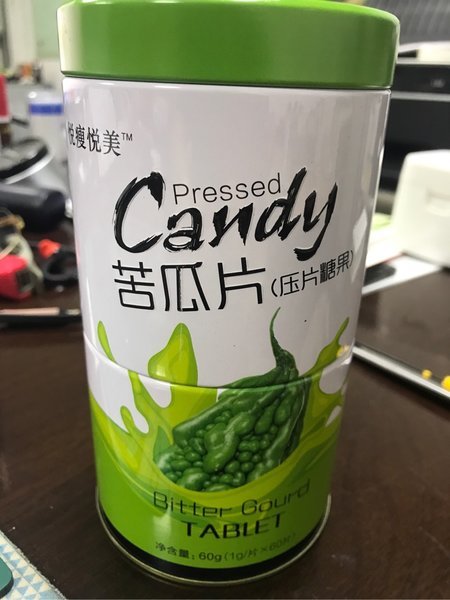 悦瘦悦美™
Pressed
Candy
苦瓜片(压片糖果)
Bitter Gourd
TABLET
净含量: 60g (1g/片×60片)